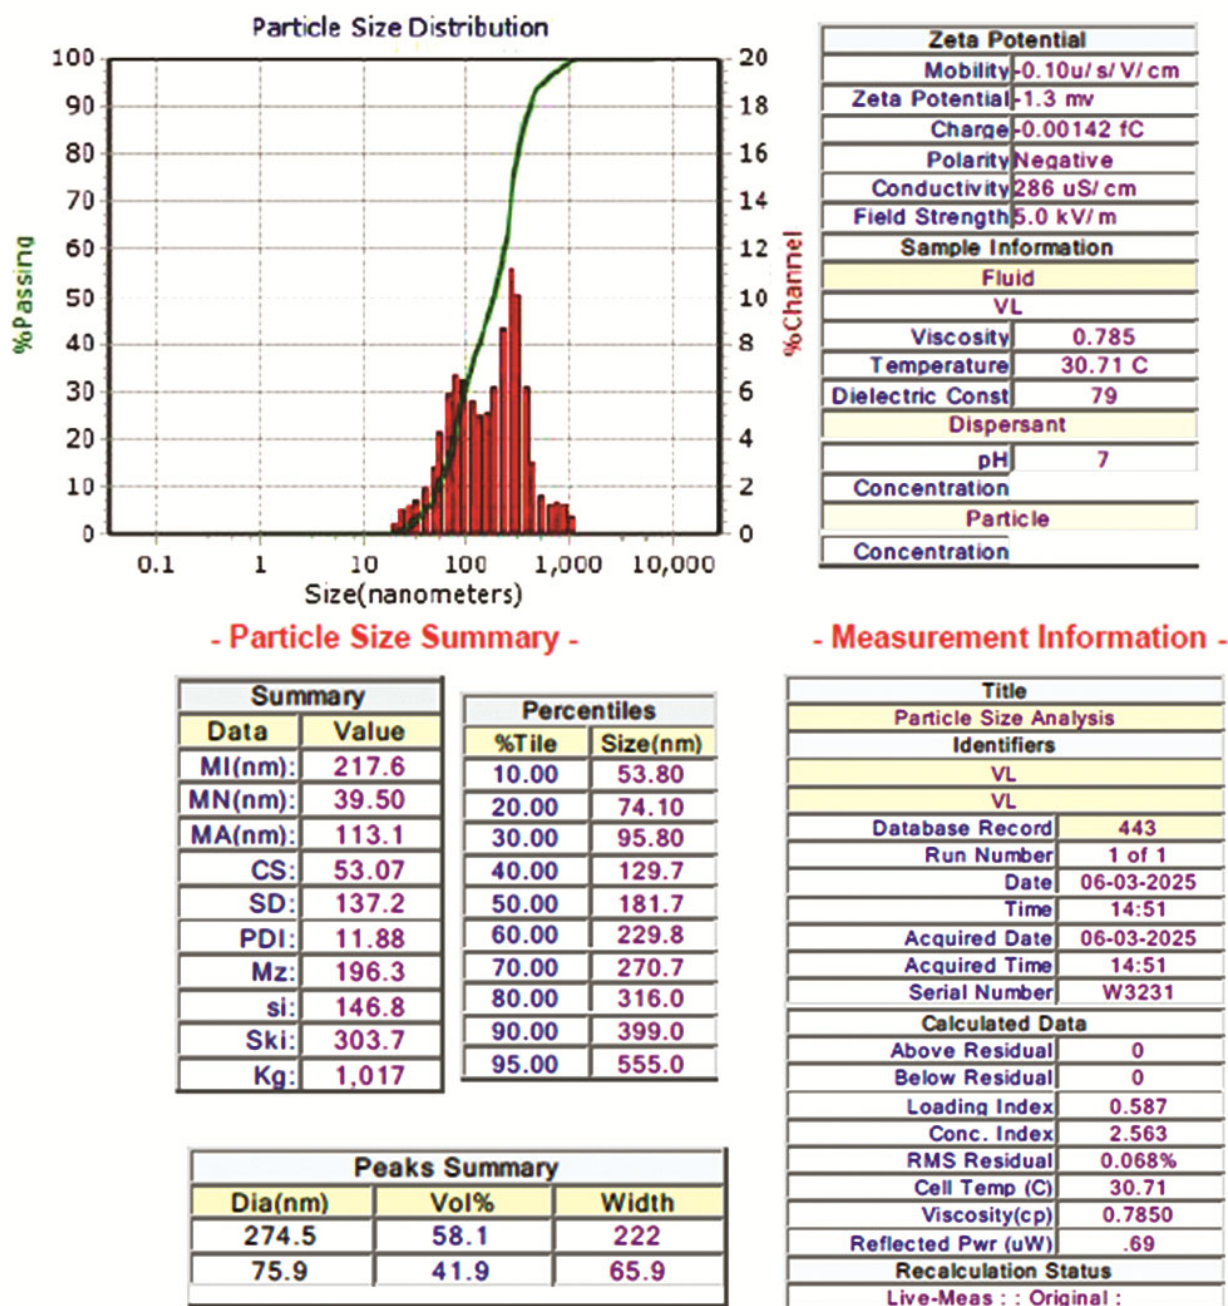 Particle Size Distribution
100
90
80
70
60
50
40
30
20
10
0
%Passing
20
18
16
14
12
10
8
6
4
2
0
%Channel
0.1 1 10 100 1,000 10,000
Size(nanometers)
Zeta Potential
Mobility -0.10u/s/V/cm
Zeta Potential -1.3 mv
Charge -0.00142 fC
Polarity Negative
Conductivity 286 uS/cm
Field Strength 5.0 kV/m
Sample Information
Fluid
VL
Viscosity 0.785
Temperature 30.71 C
Dielectric Const 79
Dispersant
pH 7
Concentration
Particle
Concentration
- Particle Size Summary -
Summary
Data Value
MI(nm): 217.6
MN(nm): 39.50
MA(nm): 113.1
CS: 53.07
SD: 137.2
PDI: 11.88
Mz: 196.3
si: 146.8
Ski: 303.7
Kg: 1,017
Percentiles
%Tile Size(nm)
10.00 53.80
20.00 74.10
30.00 95.80
40.00 129.7
50.00 181.7
60.00 229.8
70.00 270.7
80.00 316.0
90.00 399.0
95.00 555.0
Peaks Summary
Dia(nm) Vol% Width
274.5 58.1 222
75.9 41.9 65.9
- Measurement Information -
Title
Particle Size Analysis
Identifiers
VL
VL
Database Record 443
Run Number 1 of 1
Date 06-03-2025
Time 14:51
Acquired Date 06-03-2025
Acquired Time 14:51
Serial Number W3231
Calculated Data
Above Residual 0
Below Residual 0
Loading Index 0.587
Conc. Index 2.563
RMS Residual 0.068%
Cell Temp (C) 30.71
Viscosity(cp) 0.7850
Reflected Pwr (uW) .69
Recalculation Status
Live-Meas : : Original :